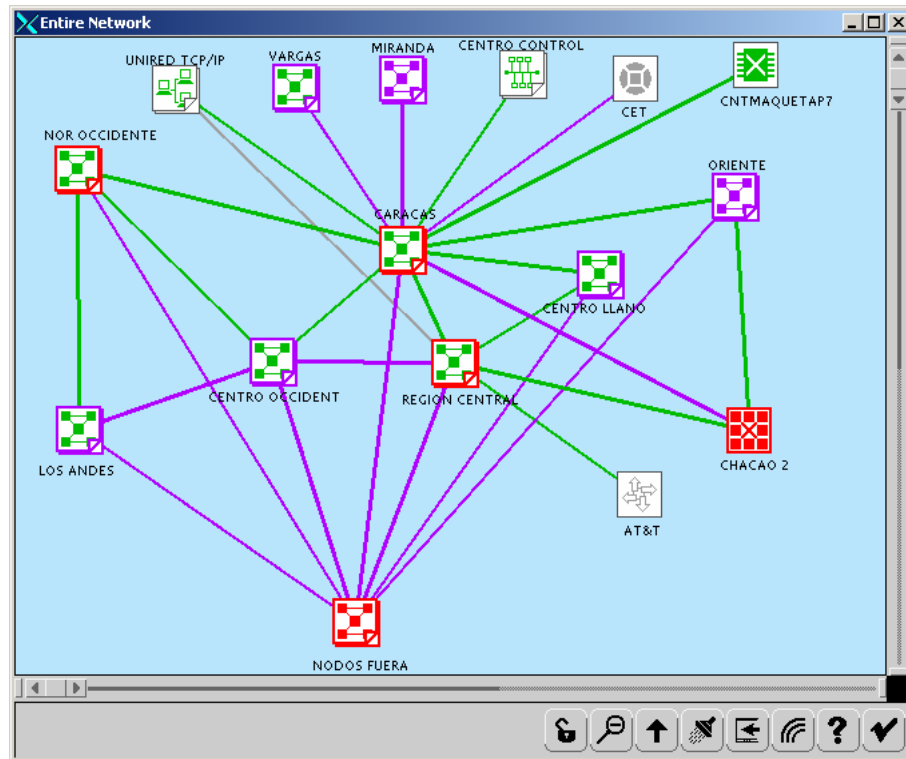 Entire Network
UNIRED TCP/IP
VARGAS
MIRANDA
CENTRO CONTROL
CET
CNTMAQUETAP7
NOR OCCIDENTE
ORIENTE
CARACAS
CENTRO LLANO
CENTRO OCCIDENT
REGION CENTRAL
LOS ANDES
CHACAO 2
AT&T
NODOS FUERA